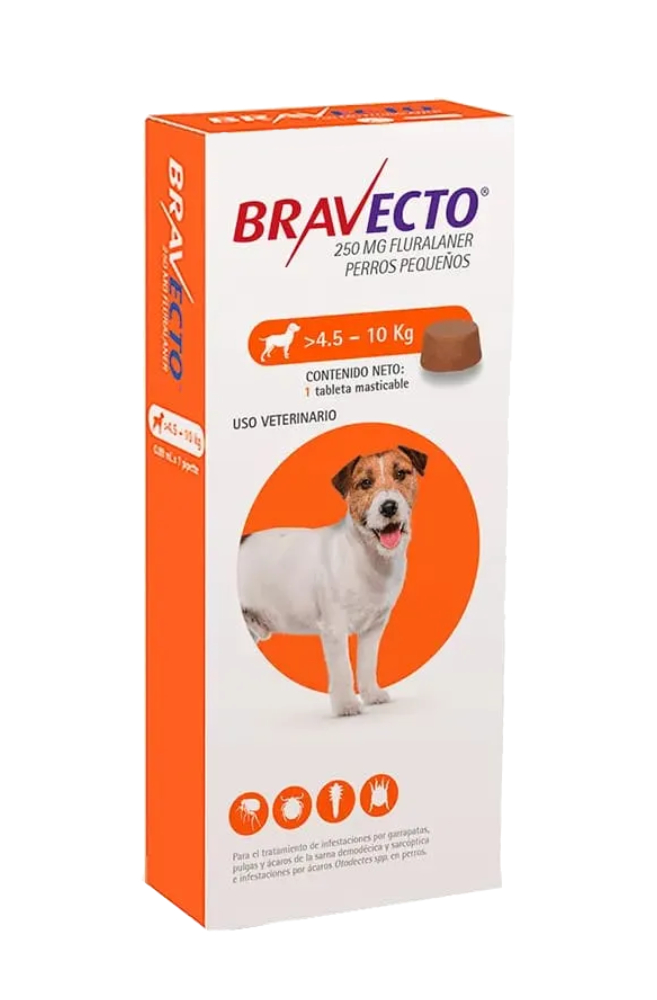 BRAVECTO
BRAVECTO®
250 MG FLURALANER
PERROS PEQUEÑOS
>4.5 – 10 Kg
CONTENIDO NETO:
1 tableta masticable
USO VETERINARIO
Para el tratamiento de infestaciones por garrapatas,
pulgas y ácaros de la sarna demodécica y sarcóptica
e infestaciones por ácaros Otodectes spp. en perros.
BRAVECTO
250 MG FLURALANER
>4.5 – 10 kg